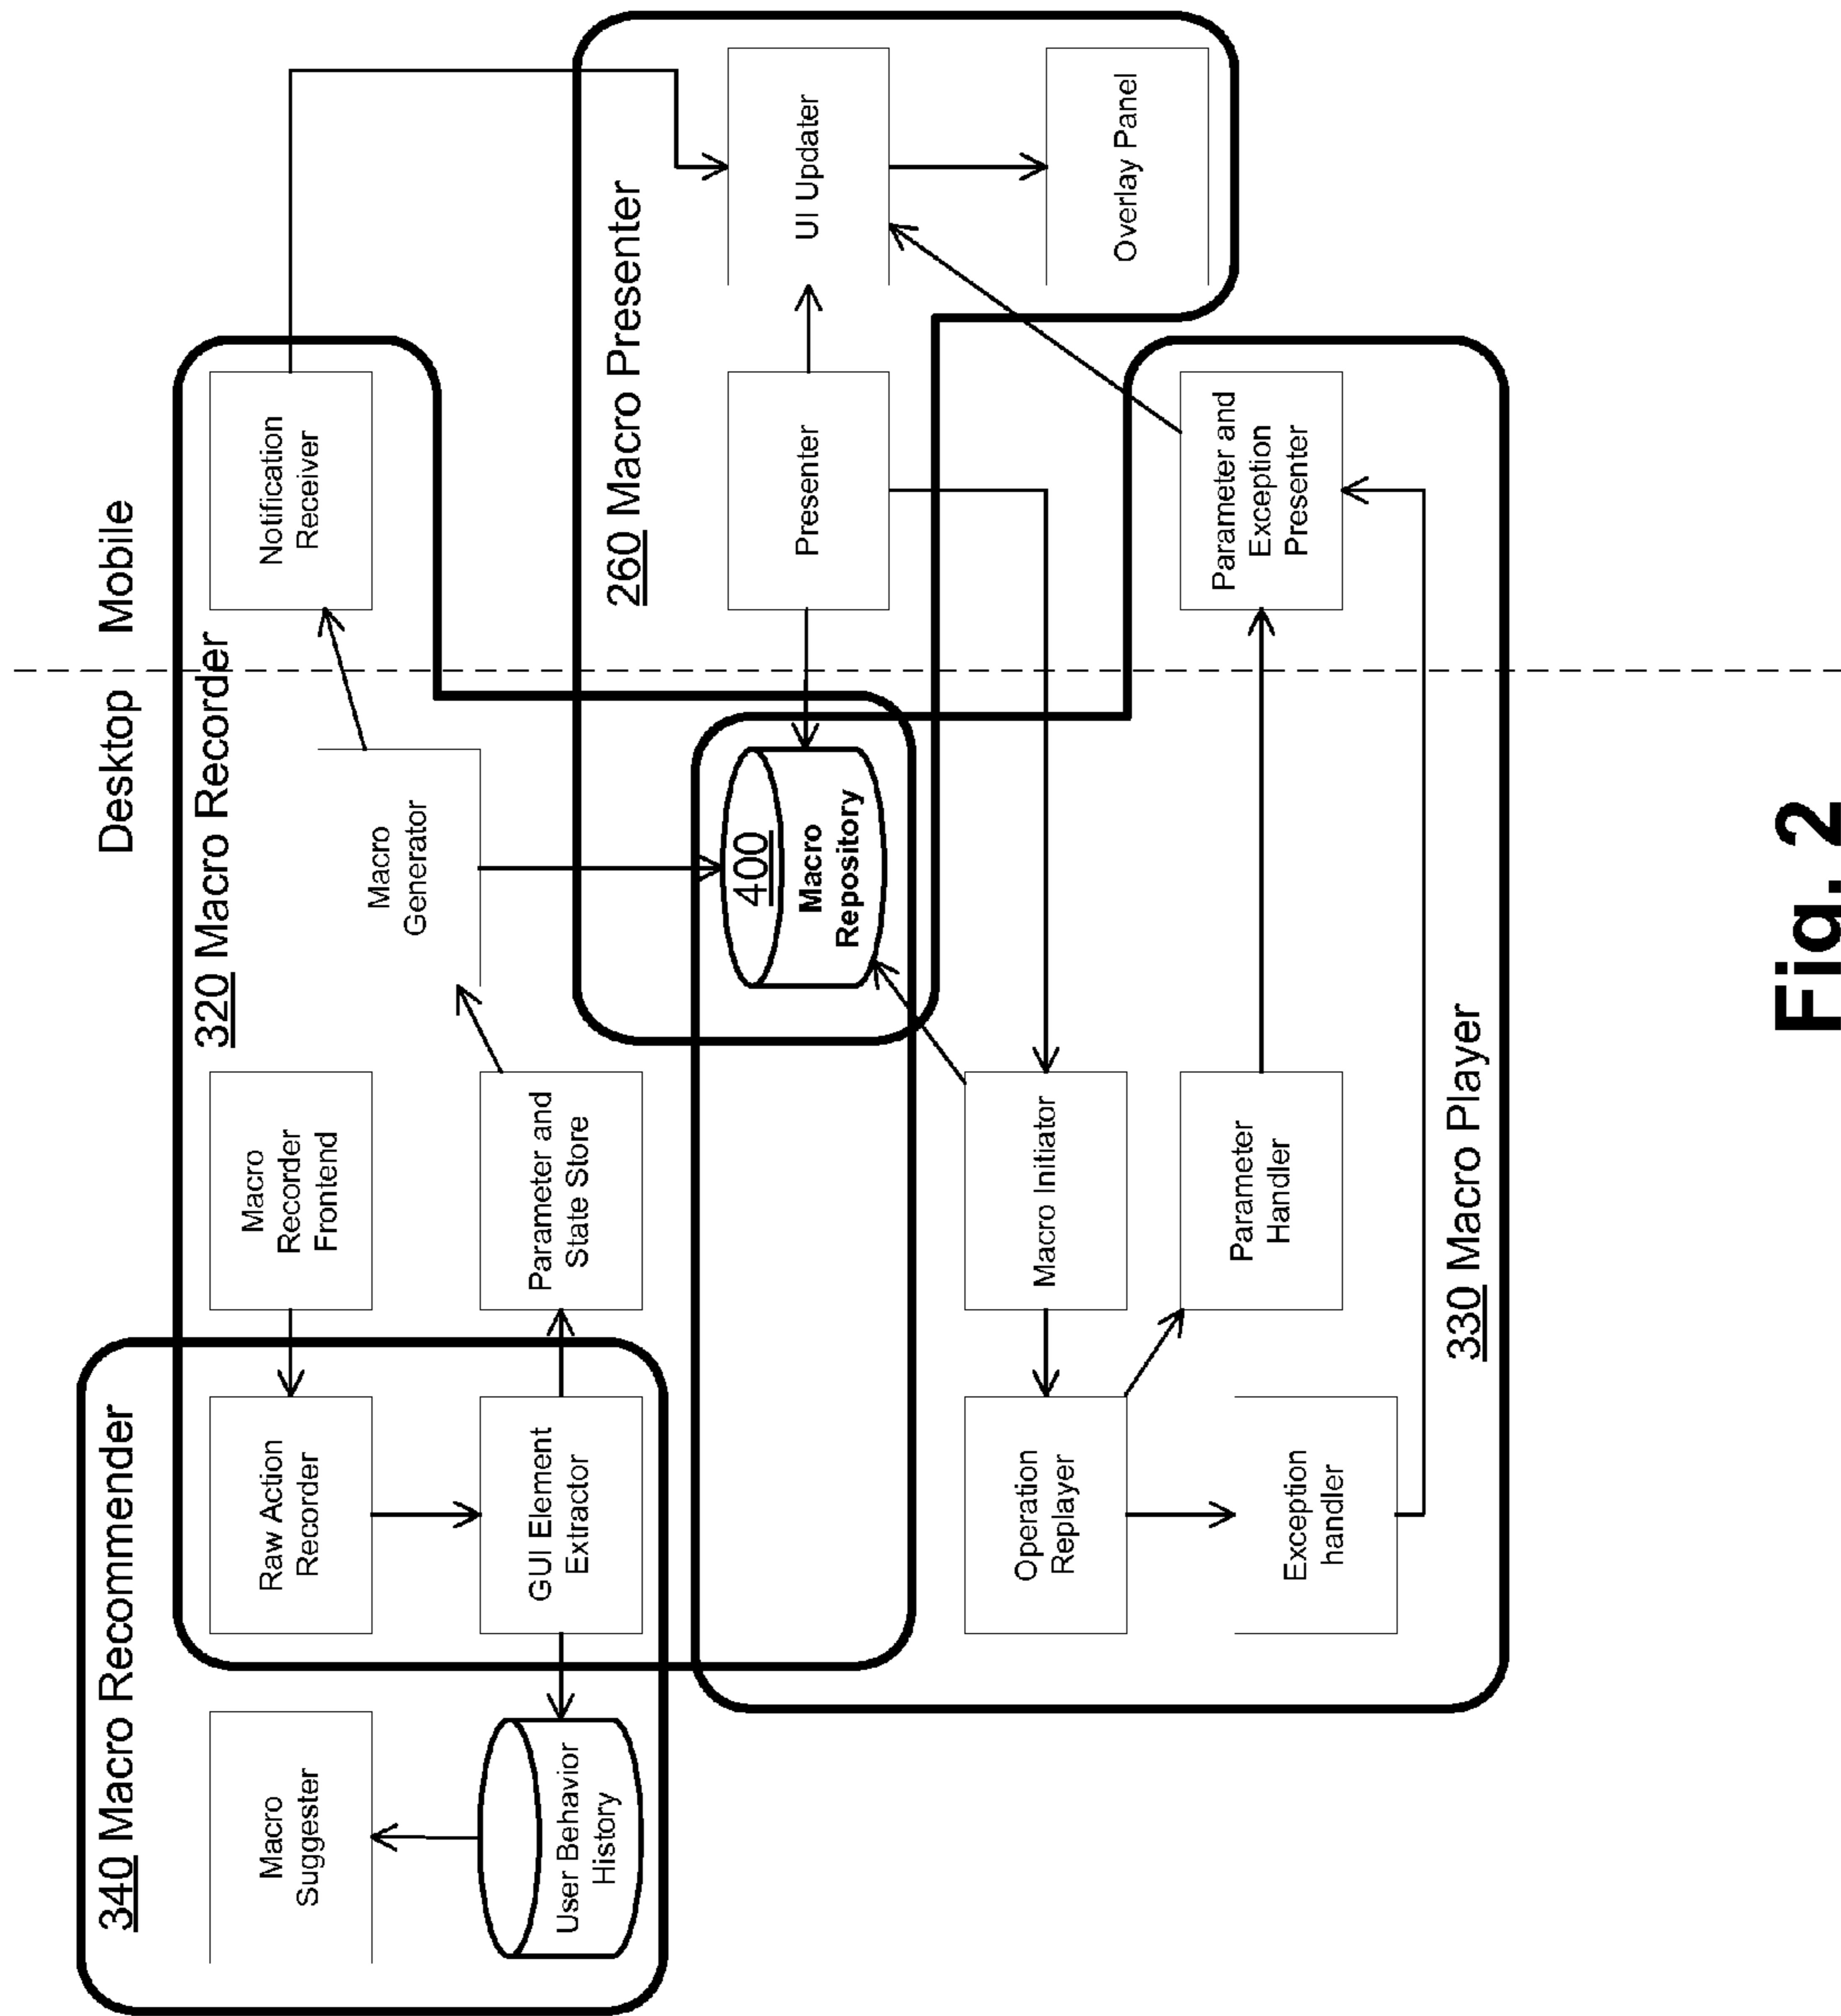 340 Macro Recommender
Desktop
Mobile
320 Macro Recorder
Macro
Suggester
Raw Action
Recorder
Macro
Recorder
Frontend
Macro
Generator
Notification
Receiver
User Behavior
History
GUI Element
Extractor
Parameter and
State Store
260 Macro Presenter
400
Macro
Repository
Presenter
UI Updater
Operation
Replayer
Macro Initiator
Overlay Panel
Exception
handler
Parameter
Handler
Parameter and
Exception
Presenter
330 Macro Player
Fig. 2